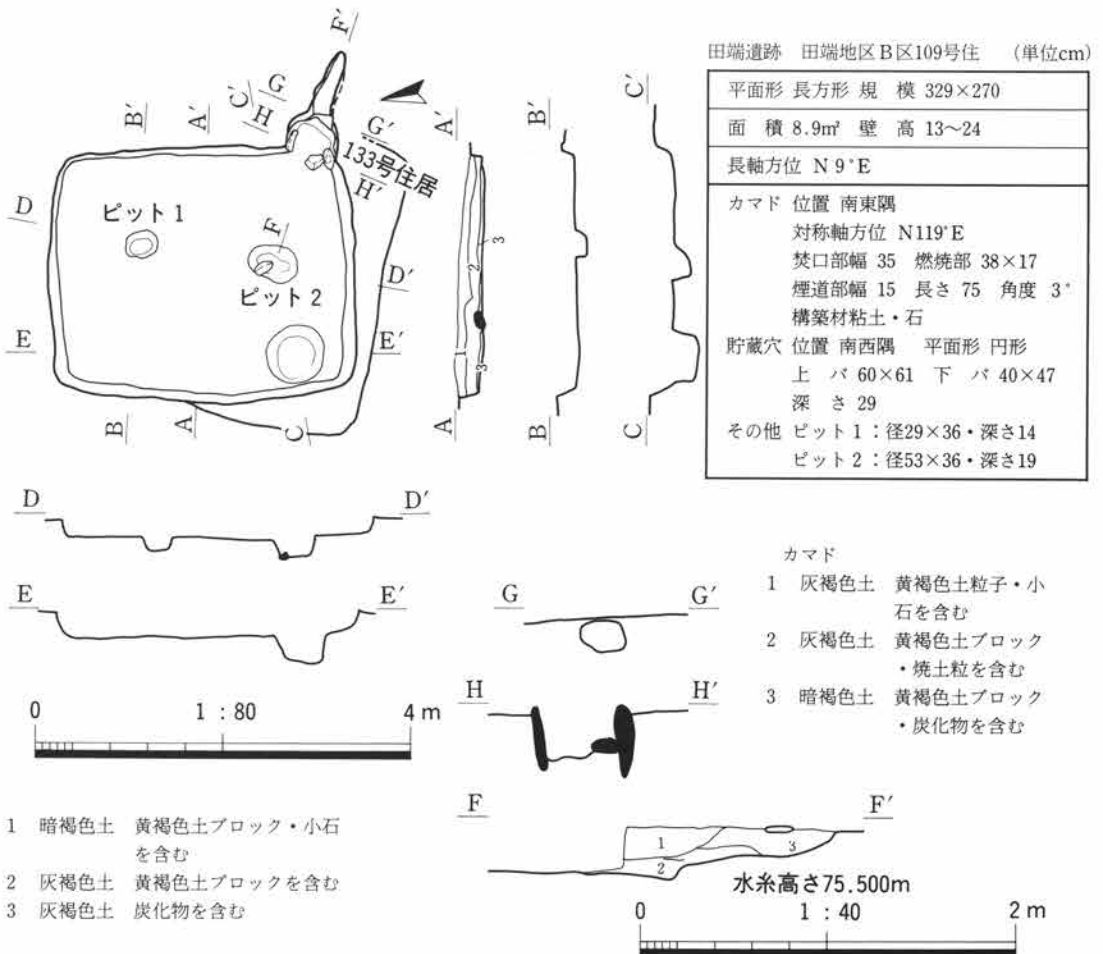 田端遺跡 田端地区B区109号住 (単位cm)
平面形 長方形 規 模 329×270
面 積 8.9㎡ 壁 高 13〜24
長軸方位 N 9°E
カマド 位置 南東隅
対称軸方位 N119°E
焚口部幅 35 燃焼部 38×17
煙道部幅 15 長さ 75 角度 3°
構築材粘土・石
貯蔵穴 位置 南西隅 平面形 円形
上 バ 60×61 下 バ 40×47
深 さ 29
その他 ピット1:径29×36・深さ14
ピット2:径53×36・深さ19
F′
G
C′
H
A′
B′
G′
133号住居
H′
D
ピット1
F
ピット2
D′
E
E′
B
A
C
A′
3
2
1
3
A
B′
B
C′
C
D
D′
E
E′
G
G′
H
H′
F
F′
1
2
3
水糸高さ75.500m
0 1:80 4m
0 1:40 2m
カマド
1 灰褐色土 黄褐色土粒子・小
石を含む
2 灰褐色土 黄褐色土ブロック
・焼土粒を含む
3 暗褐色土 黄褐色土ブロック
・炭化物を含む
1 暗褐色土 黄褐色土ブロック・小石
を含む
2 灰褐色土 黄褐色土ブロックを含む
3 灰褐色土 炭化物を含む